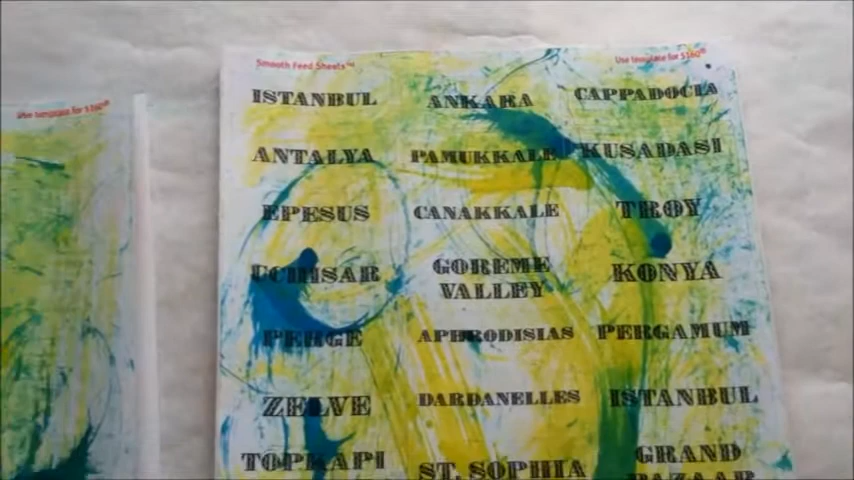 Smooth Feed Sheets™ Use template for 5160®
Use template for 5160®
ISTANBUL ANKARA CAPPADOCIA
ANTALYA PAMUKKALE KUSADASI
EPESUS CANAKKALE TROY
UCHISAR GOREME VALLEY KONYA
PERGE APHRODISIAS PERGAMUM
ZELVE DARDANELLES ISTANBUL
TOPKAPI ST. SOPHIA GRAND BAZAAR